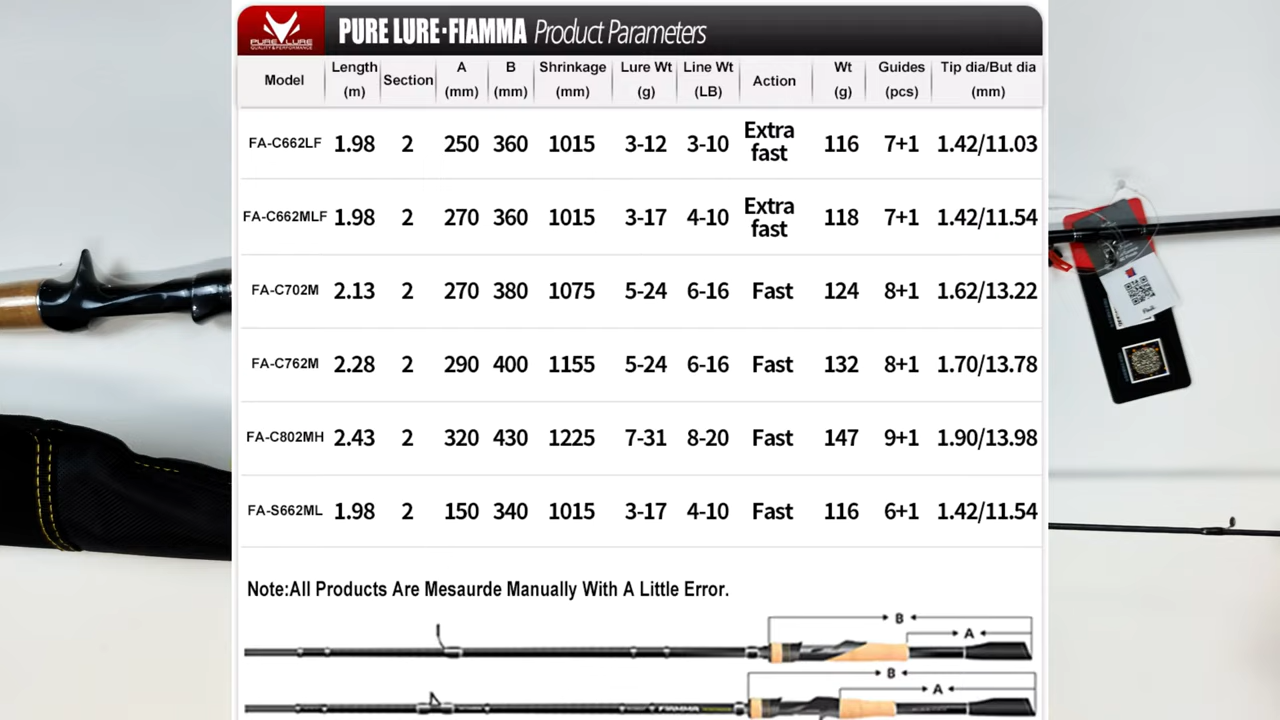 PURE LURE
QUALITY & PERFORMANCE
PURE LURE·FIAMMA Product Parameters
Model Length (m) Section A (mm) B (mm) Shrinkage (mm) Lure Wt (g) Line Wt (LB) Action Wt (g) Guides (pcs) Tip dia/But dia (mm)
FA-C662LF 1.98 2 250 360 1015 3-12 3-10 Extra fast 116 7+1 1.42/11.03
FA-C662MLF 1.98 2 270 360 1015 3-17 4-10 Extra fast 118 7+1 1.42/11.54
FA-C702M 2.13 2 270 380 1075 5-24 6-16 Fast 124 8+1 1.62/13.22
FA-C762M 2.28 2 290 400 1155 5-24 6-16 Fast 132 8+1 1.70/13.78
FA-C802MH 2.43 2 320 430 1225 7-31 8-20 Fast 147 9+1 1.90/13.98
FA-S662ML 1.98 2 150 340 1015 3-17 4-10 Fast 116 6+1 1.42/11.54
Note:All Products Are Mesaurde Manually With A Little Error.
B
A
B
A
FIAMMA